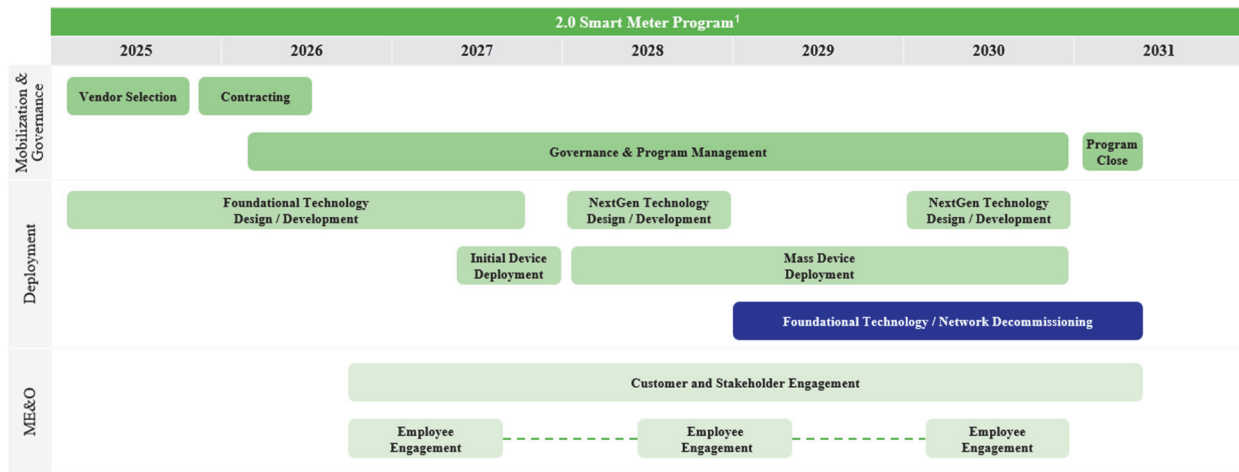 2.0 Smart Meter Program1
2025 2026 2027 2028 2029 2030 2031
Mobilization &
Governance
Vendor Selection
Contracting
Governance & Program Management
Program
Close
Deployment
Foundational Technology
Design / Development
NextGen Technology
Design / Development
NextGen Technology
Design / Development
Initial Device
Deployment
Mass Device
Deployment
Foundational Technology / Network Decommissioning
ME&O
Customer and Stakeholder Engagement
Employee
Engagement
Employee
Engagement
Employee
Engagement